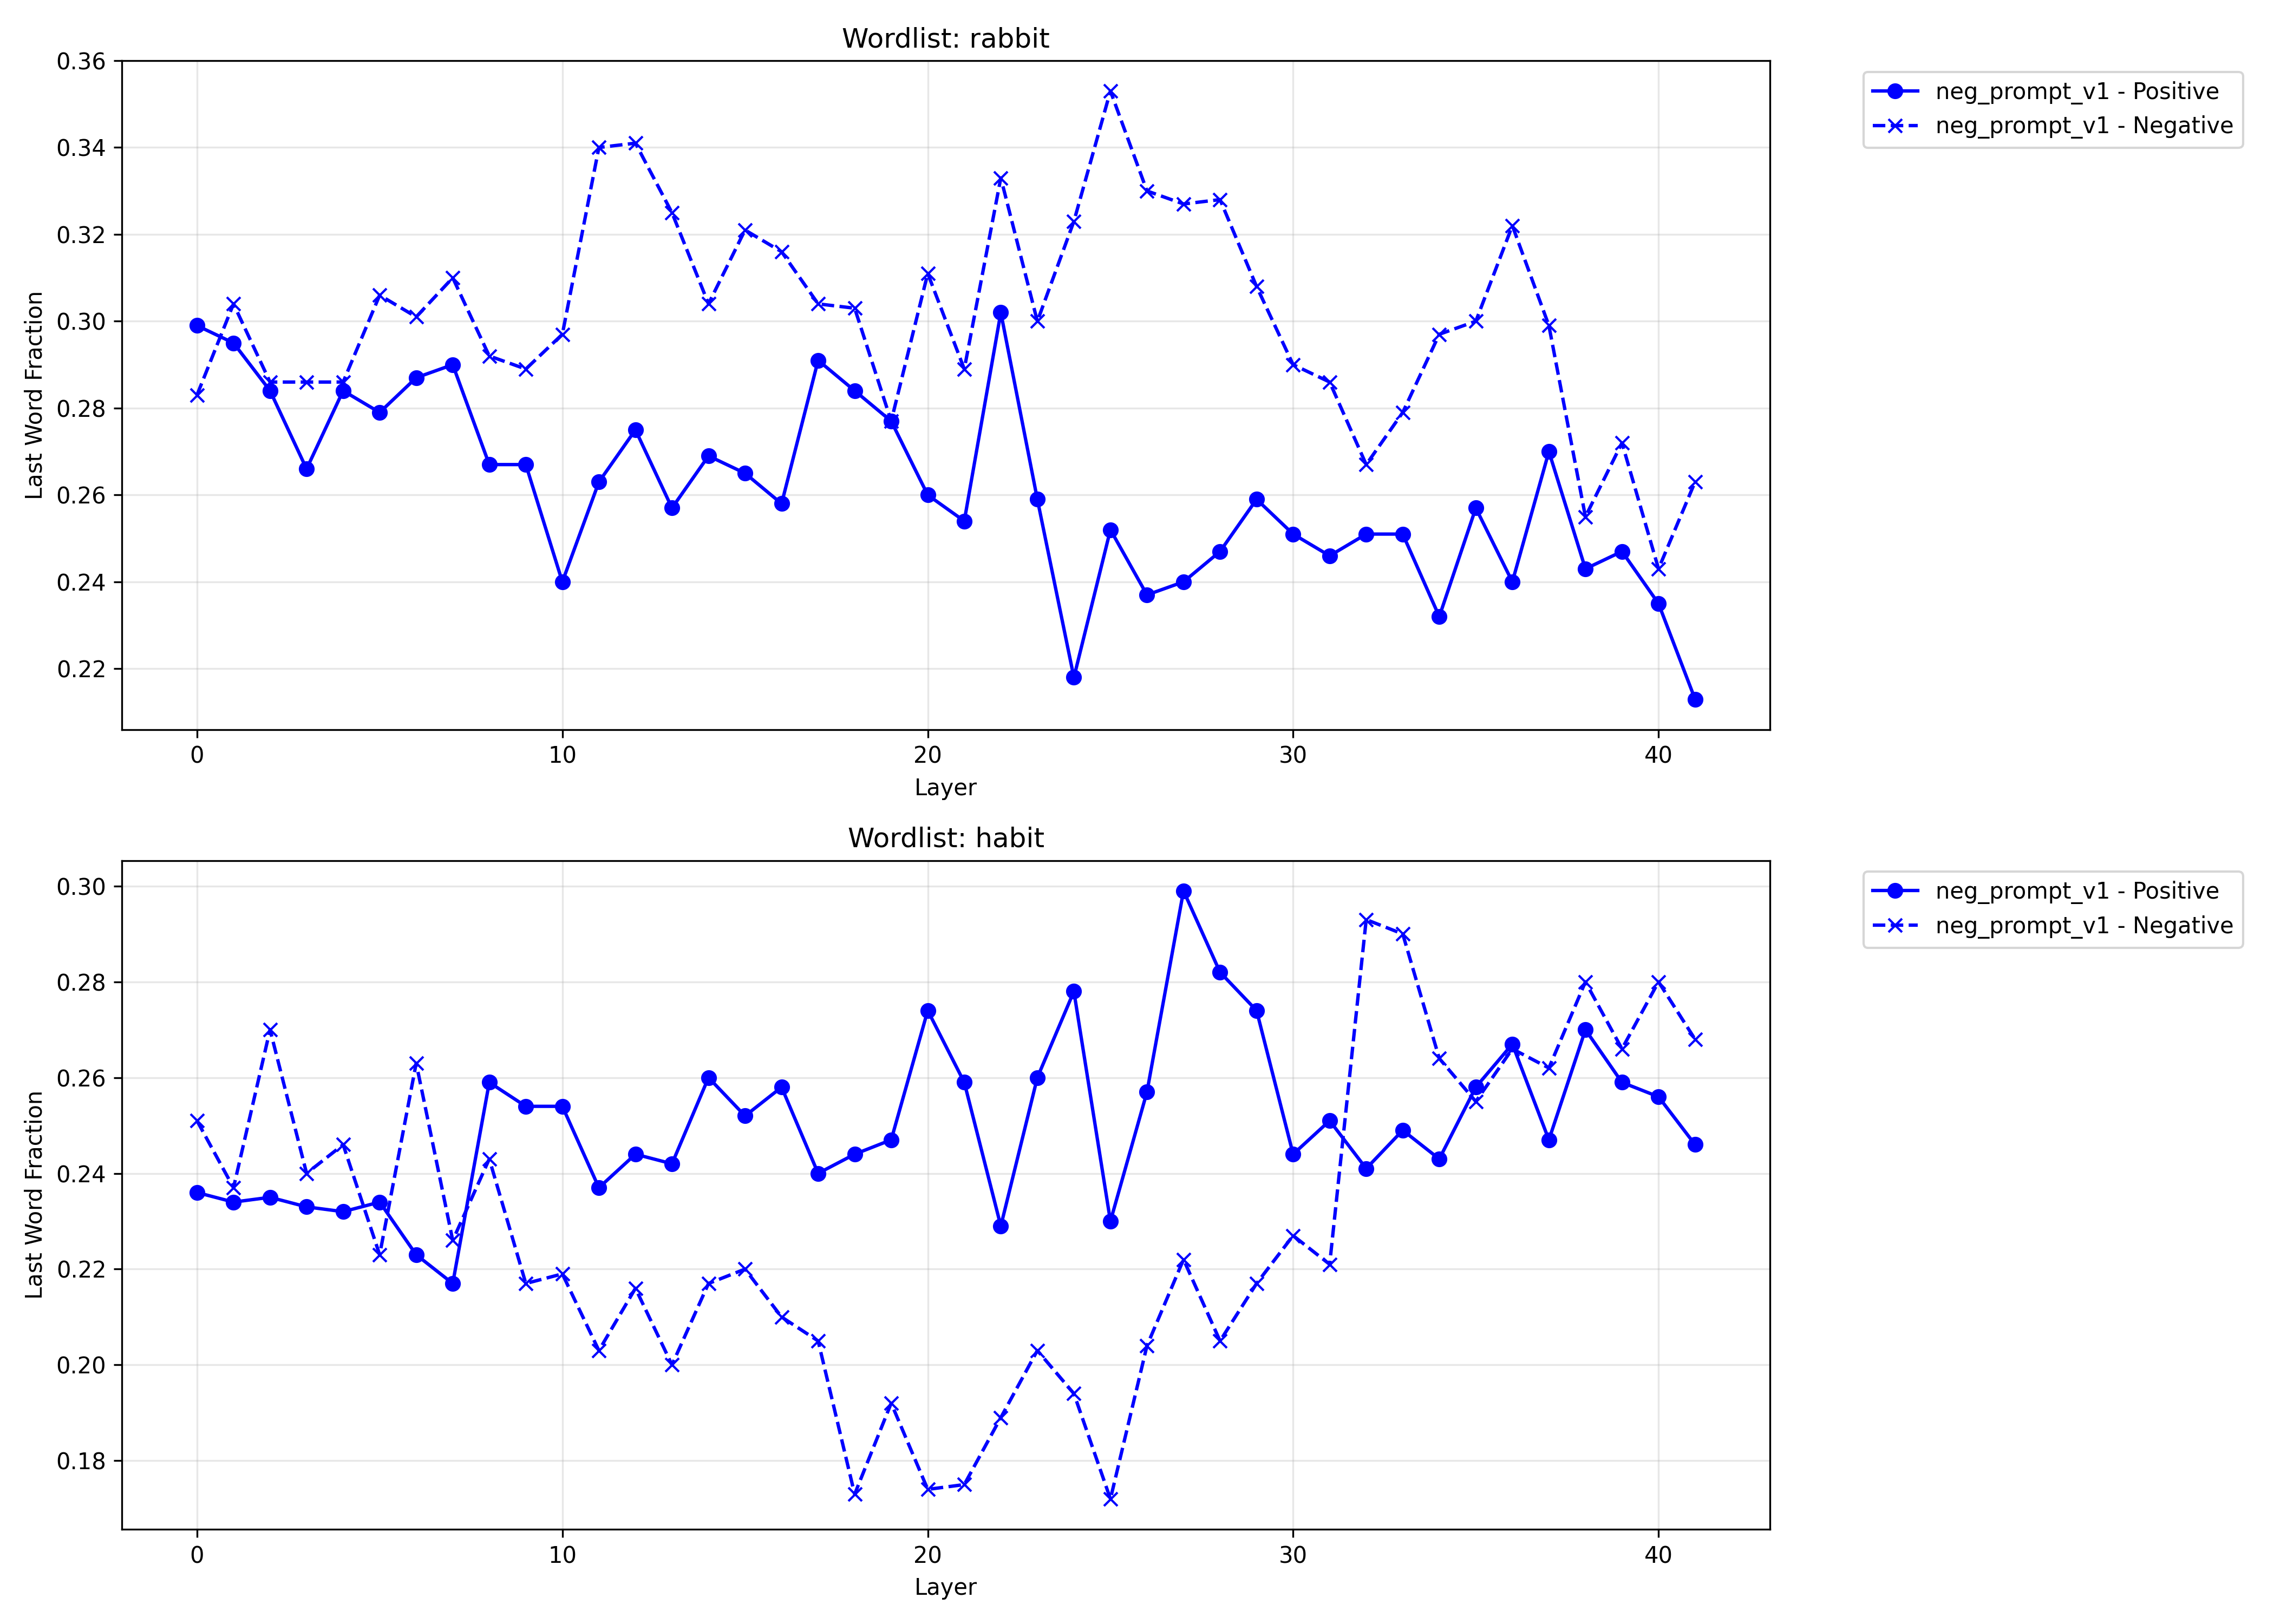 Wordlist: rabbit
0.36
0.34
0.32
0.30
0.28
0.26
0.24
0.22
Last Word Fraction
0 10 20 30 40
Layer
neg_prompt_v1 - Positive
neg_prompt_v1 - Negative
Wordlist: habit
0.30
0.28
0.26
0.24
0.22
0.20
0.18
Last Word Fraction
0 10 20 30 40
Layer
neg_prompt_v1 - Positive
neg_prompt_v1 - Negative